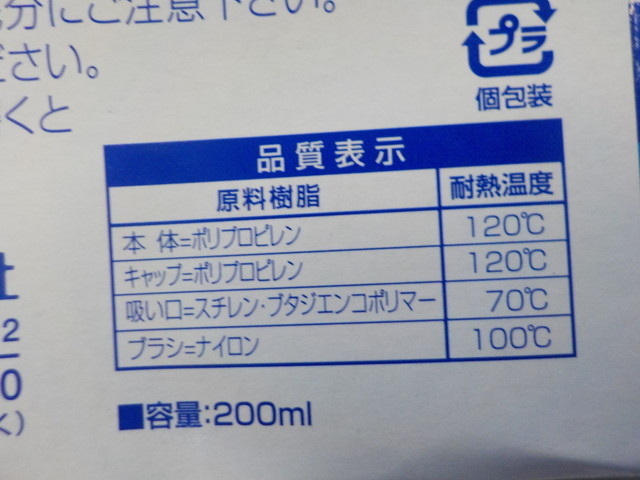 分にご注意下さい。
ださい。
くと
プラ
個包装
品質表示
原料樹脂 耐熱温度
本体=ポリプロピレン 120℃
キャップ=ポリプロピレン 120℃
吸い口=スチレン・ブタジエンコポリマー 70℃
ブラシ=ナイロン 100℃
社
2
0
■容量:200ml